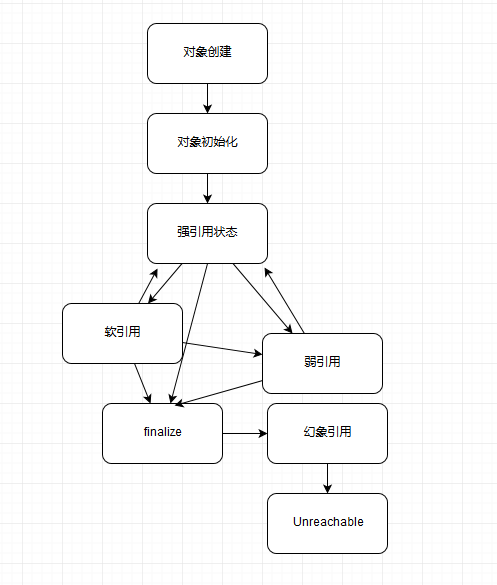 对象创建
对象初始化
强引用状态
软引用
弱引用
finalize
幻象引用
Unreachable